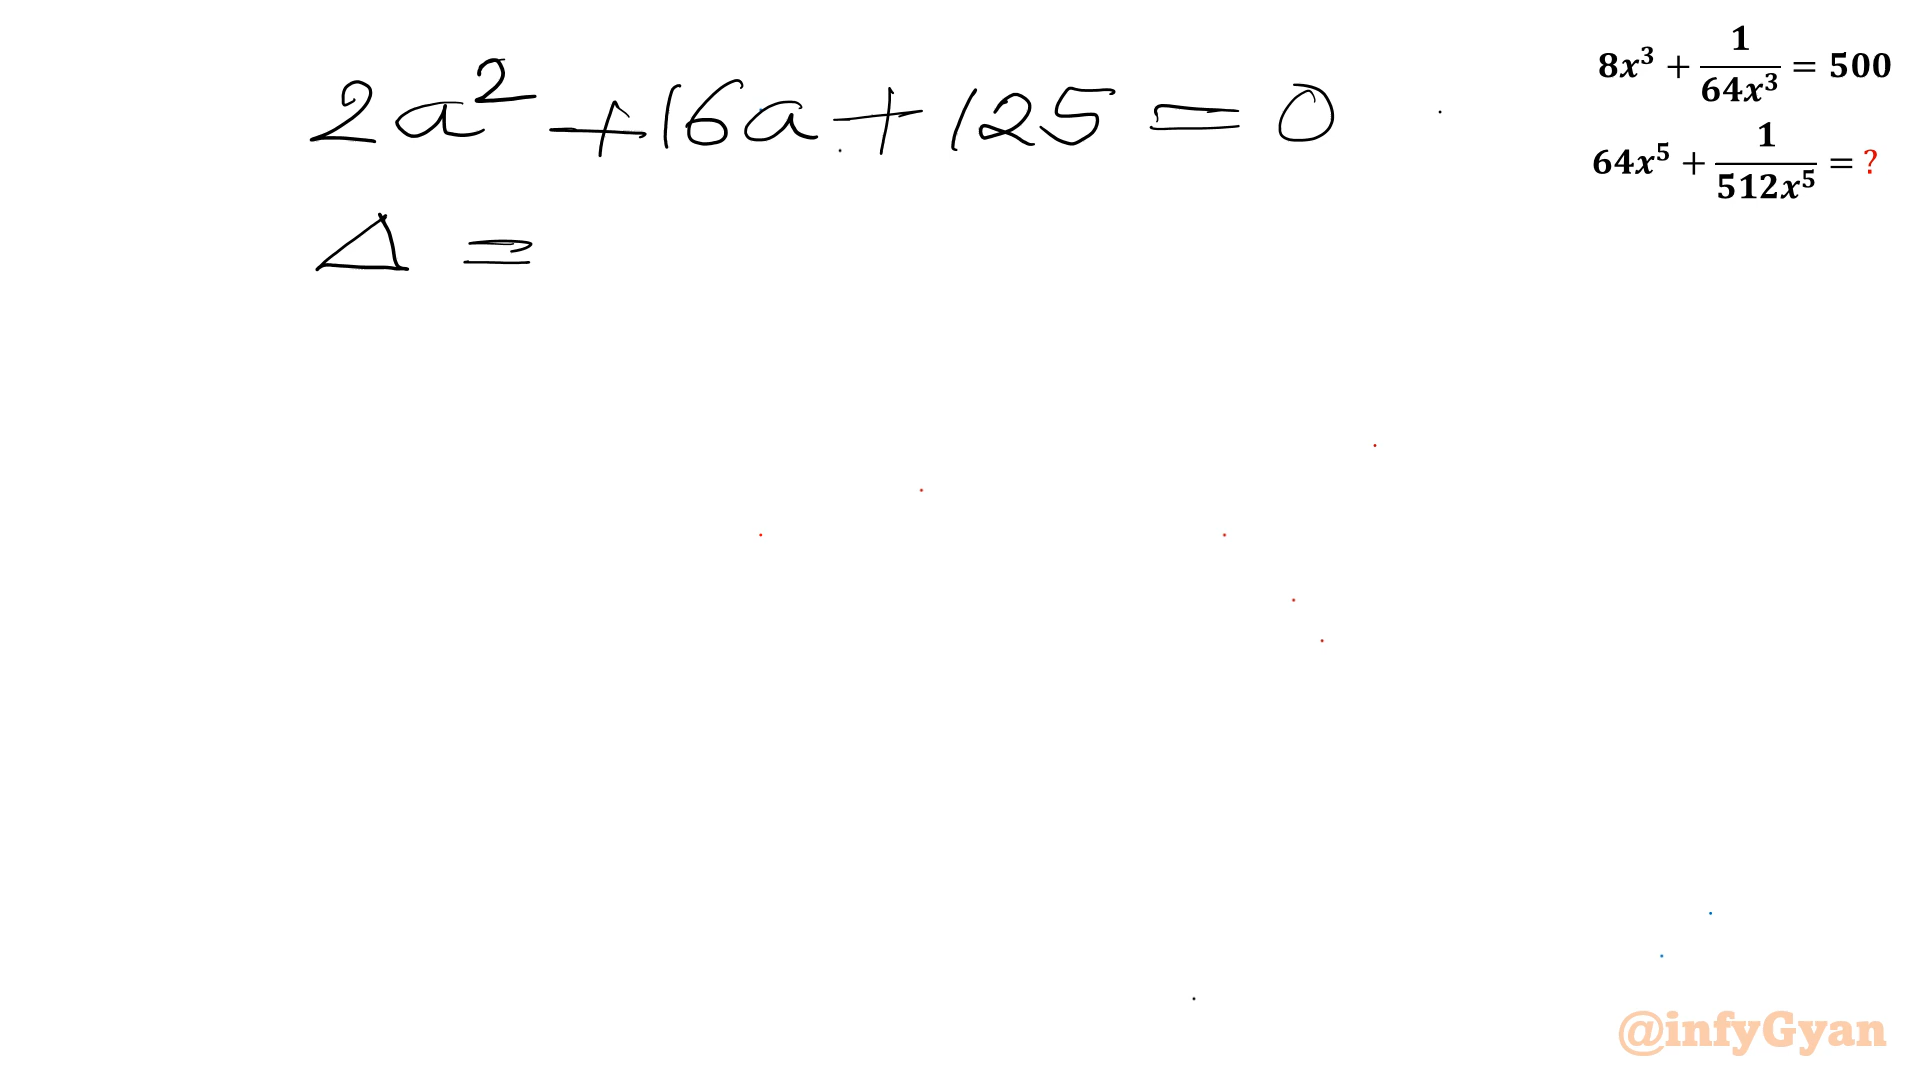 2a² + 16a + 125 = 0
Δ =
8x³ + 1/(64x³) = 500
64x⁵ + 1/(512x⁵) = ?
@infyGyan